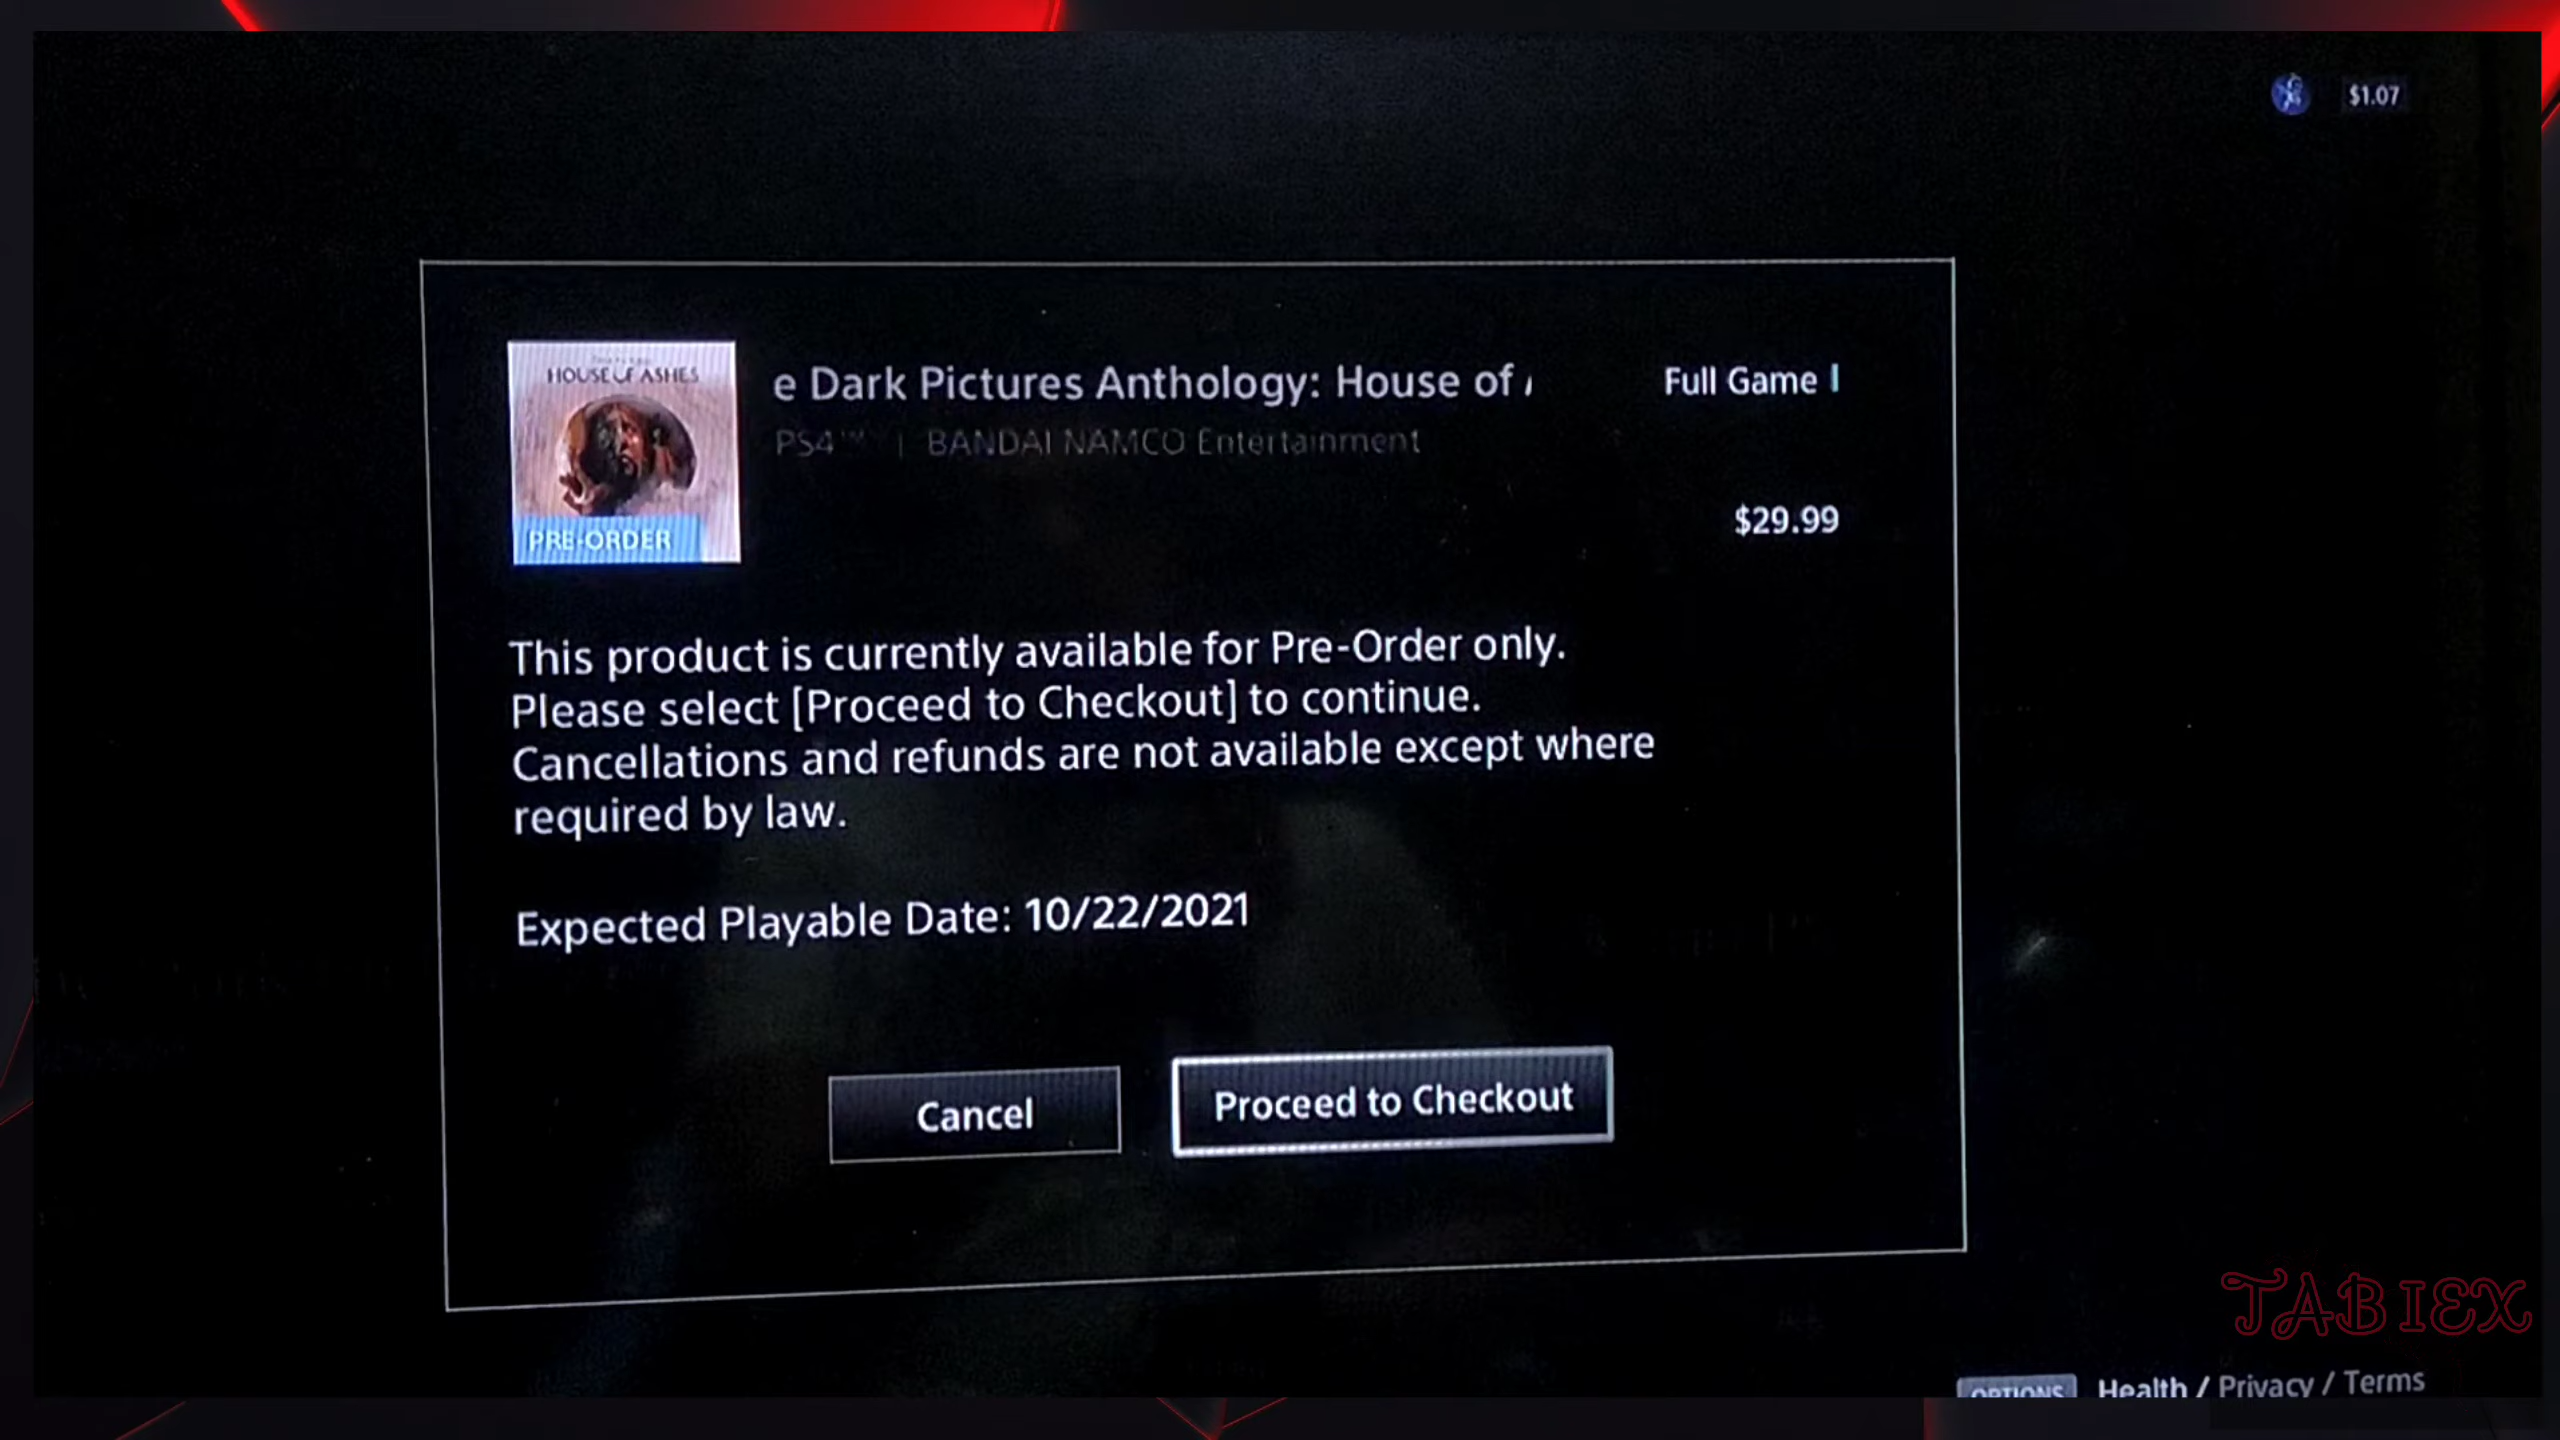 $1.07
HOUSE OF ASHES
PRE-ORDER
e Dark Pictures Anthology: House of
Full Game
PS4™ | BANDAI NAMCO Entertainment
$29.99
This product is currently available for Pre-Order only.
Please select [Proceed to Checkout] to continue.
Cancellations and refunds are not available except where
required by law.
Expected Playable Date: 10/22/2021
Cancel
Proceed to Checkout
TABIEX
OPTIONS Health / Privacy / Terms